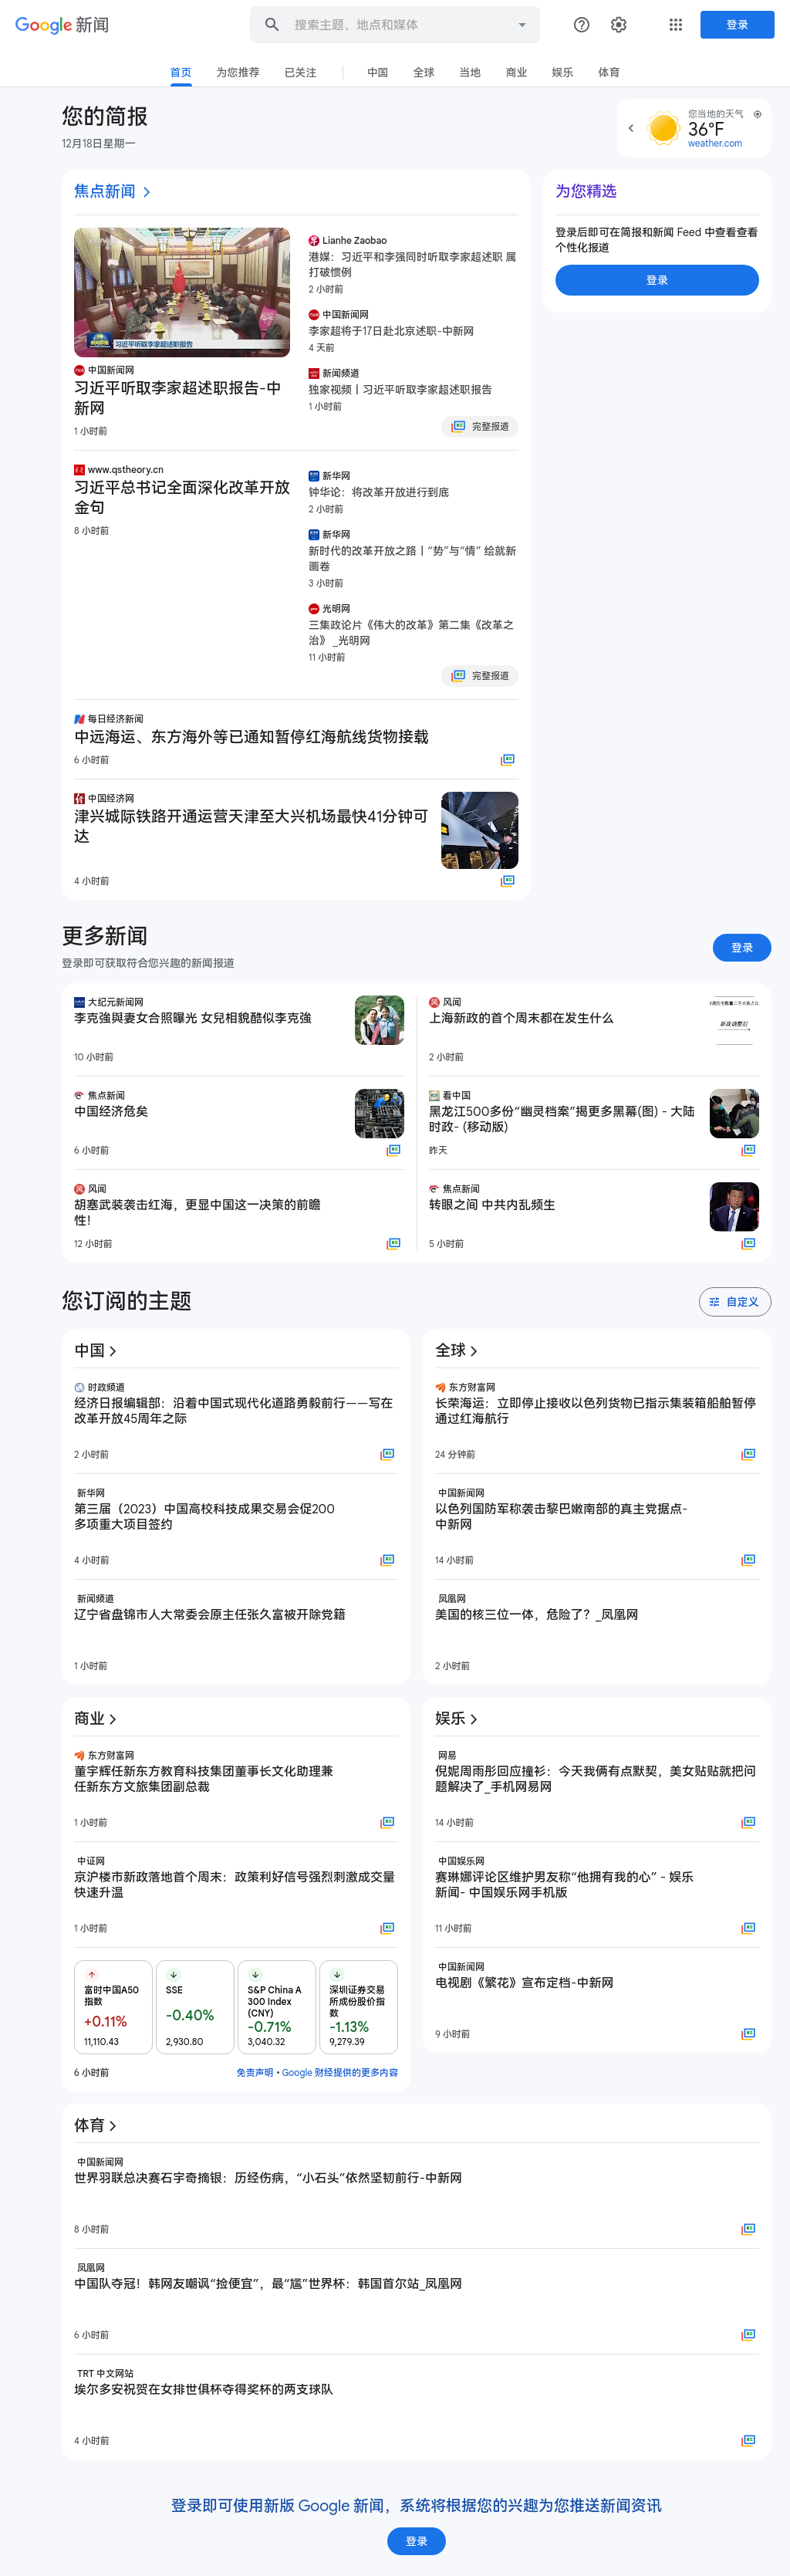 Google 新闻
搜索主题、地点和媒体
登录
首页
为您推荐
已关注
中国
全球
当地
商业
娱乐
体育
您的简报
12月18日星期一
您当地的天气
36°F
weather.com
焦点新闻
习近平听取李家超述职报告
中国新闻网
习近平听取李家超述职报告-中
新网
1 小时前
Lianhe Zaobao
港媒：习近平和李强同时听取李家超述职 属
打破惯例
2 小时前
中国新闻网
李家超将于17日赴北京述职-中新网
4 天前
新闻频道
独家视频丨习近平听取李家超述职报告
1 小时前
完整报道
www.qstheory.cn
习近平总书记全面深化改革开放
金句
8 小时前
新华网
钟华论：将改革开放进行到底
2 小时前
新华网
新时代的改革开放之路丨“势”与“情” 绘就新
画卷
3 小时前
光明网
三集政论片《伟大的改革》第二集《改革之
治》 _光明网
11 小时前
完整报道
每日经济新闻
中远海运、东方海外等已通知暂停红海航线货物接载
6 小时前
中国经济网
津兴城际铁路开通运营天津至大兴机场最快41分钟可
达
4 小时前
为您精选
登录后即可在简报和新闻 Feed 中查看查看
个性化报道
登录
更多新闻
登录即可获取符合您兴趣的新闻报道
登录
大纪元新闻网
李克強與妻女合照曝光 女兒相貌酷似李克強
10 小时前
焦点新闻
中国经济危矣
6 小时前
风闻
胡塞武装袭击红海，更显中国这一决策的前瞻
性！
12 小时前
风闻
上海新政的首个周末都在发生什么
新政调整后
2 小时前
看中国
黑龙江500多份“幽灵档案”揭更多黑幕(图) - 大陆
时政- (移动版)
昨天
焦点新闻
转眼之间 中共内乱频生
5 小时前
您订阅的主题
自定义
中国
时政频道
经济日报编辑部：沿着中国式现代化道路勇毅前行——写在
改革开放45周年之际
2 小时前
新华网
第三届（2023）中国高校科技成果交易会促200
多项重大项目签约
4 小时前
新闻频道
辽宁省盘锦市人大常委会原主任张久富被开除党籍
1 小时前
全球
东方财富网
长荣海运：立即停止接收以色列货物已指示集装箱船舶暂停
通过红海航行
24 分钟前
中国新闻网
以色列国防军称袭击黎巴嫩南部的真主党据点-
中新网
14 小时前
凤凰网
美国的核三位一体，危险了？_凤凰网
2 小时前
商业
东方财富网
董宇辉任新东方教育科技集团董事长文化助理兼
任新东方文旅集团副总裁
1 小时前
中证网
京沪楼市新政落地首个周末：政策利好信号强烈刺激成交量
快速升温
1 小时前
富时中国A50
指数
+0.11%
11,110.43
SSE
-0.40%
2,930.80
S&P China A
300 Index
(CNY)
-0.71%
3,040.32
深圳证券交易
所成份股价指
数
-1.13%
9,279.39
6 小时前
免责声明 • Google 财经提供的更多内容
娱乐
网易
倪妮周雨彤回应撞衫：今天我俩有点默契，美女贴贴就把问
题解决了_手机网易网
14 小时前
中国娱乐网
赛琳娜评论区维护男友称“他拥有我的心” - 娱乐
新闻- 中国娱乐网手机版
11 小时前
中国新闻网
电视剧《繁花》宣布定档-中新网
9 小时前
体育
中国新闻网
世界羽联总决赛石宇奇摘银：历经伤病，“小石头”依然坚韧前行-中新网
8 小时前
凤凰网
中国队夺冠！韩网友嘲讽“捡便宜”，最“尴”世界杯：韩国首尔站_凤凰网
6 小时前
TRT 中文网站
埃尔多安祝贺在女排世俱杯夺得奖杯的两支球队
4 小时前
登录即可使用新版 Google 新闻，系统将根据您的兴趣为您推送新闻资讯
登录